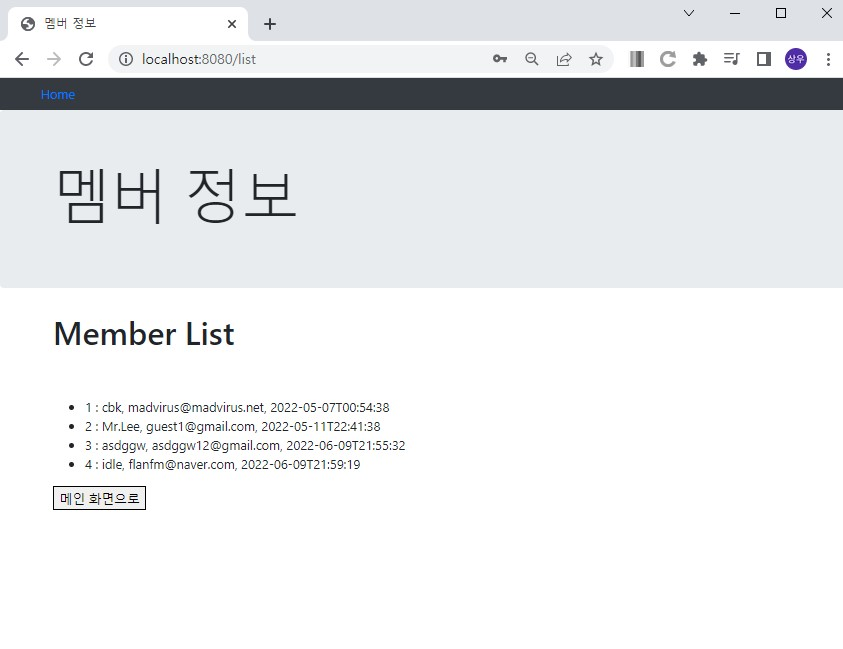 멤버 정보
localhost:8080/list
상우
Home
멤버 정보
Member List
1 : cbk, madvirus@madvirus.net, 2022-05-07T00:54:38
2 : Mr.Lee, guest1@gmail.com, 2022-05-11T22:41:38
3 : asdggw, asdggw12@gmail.com, 2022-06-09T21:55:32
4 : idle, flanfm@naver.com, 2022-06-09T21:59:19
메인 화면으로